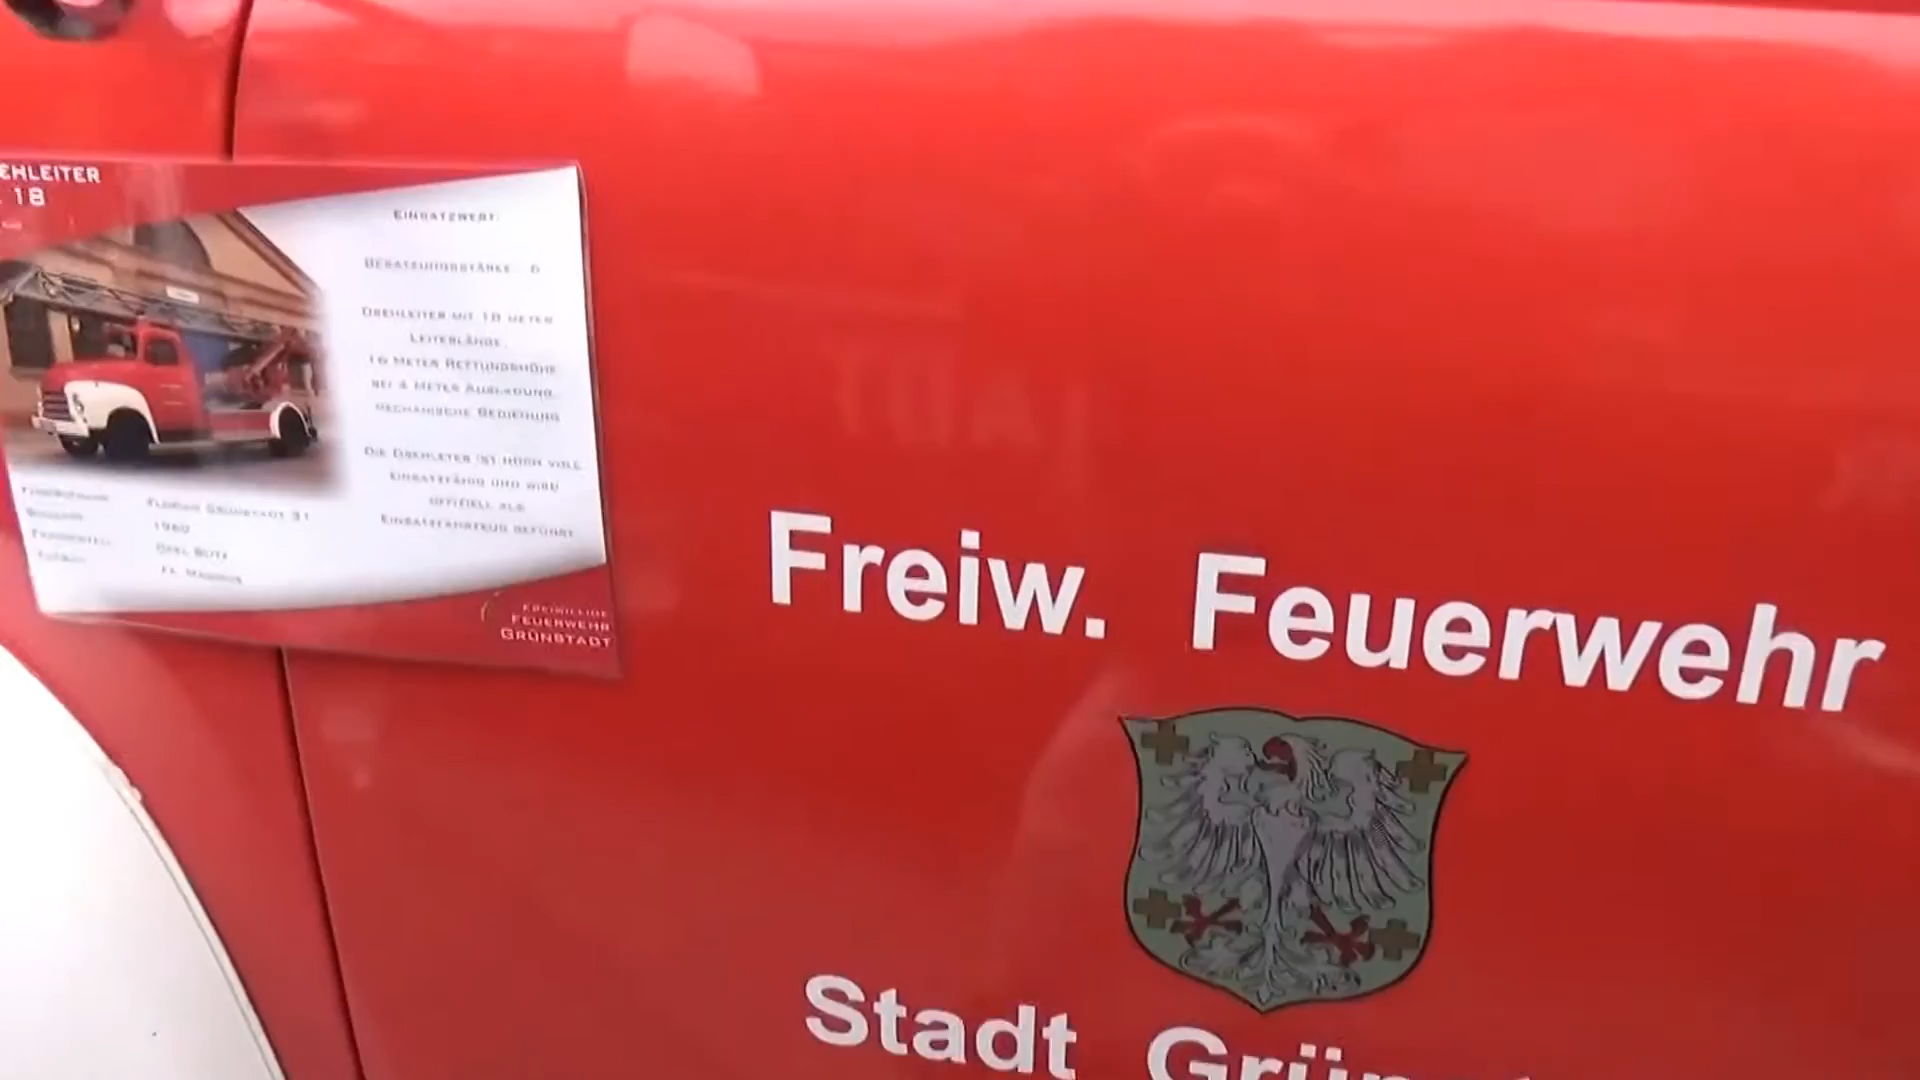 EHLEITER
18
EINSATZWERT:
BESATZUNGSSTÄRKE: 6
DREHLEITER MIT 18 METER
LEITERLÄNGE.
16 METER RETTUNGSHÖHE
BEI 4 METER AUSLADUNG.
MECHANISCHE BEDIENUNG
DIE DREHLEITER IST NOCH VOLL
EINSATZFÄHIG UND WIRD
OFFIZIELL ALS
EINSATZFAHRZEUG GEFÜHRT
FLORIAN GRÜNSTADT 31
1960
OPEL BLITZ
FA. MAGIRUS
FREIWILLIGE
FEUERWEHR
GRÜNSTADT
Freiw. Feuerwehr
Stadt